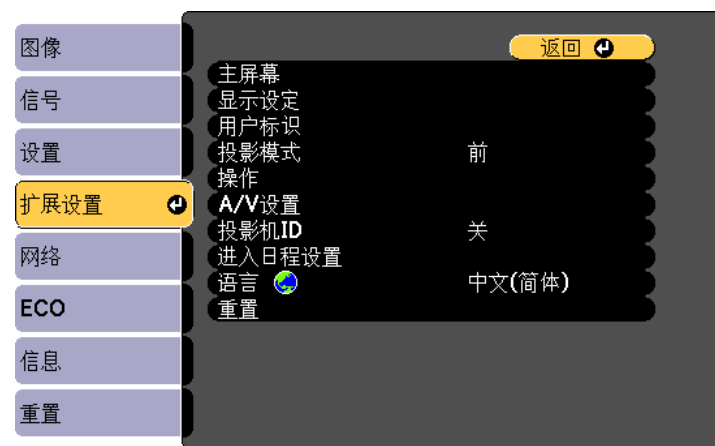 图像
信号
设置
扩展设置
网络
ECO
信息
重置
返回
主屏幕
显示设定
用户标识
投影模式 前
操作
A/V设置
投影机ID 关
进入日程设置
语言 中文(简体)
重置